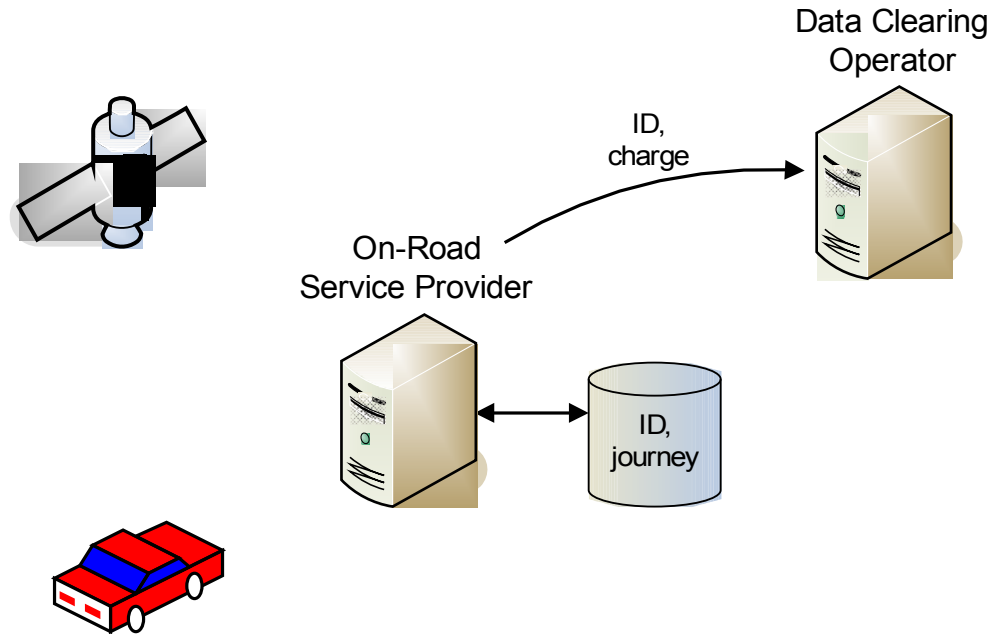 Data Clearing
Operator
ID,
charge
On-Road
Service Provider
ID,
journey